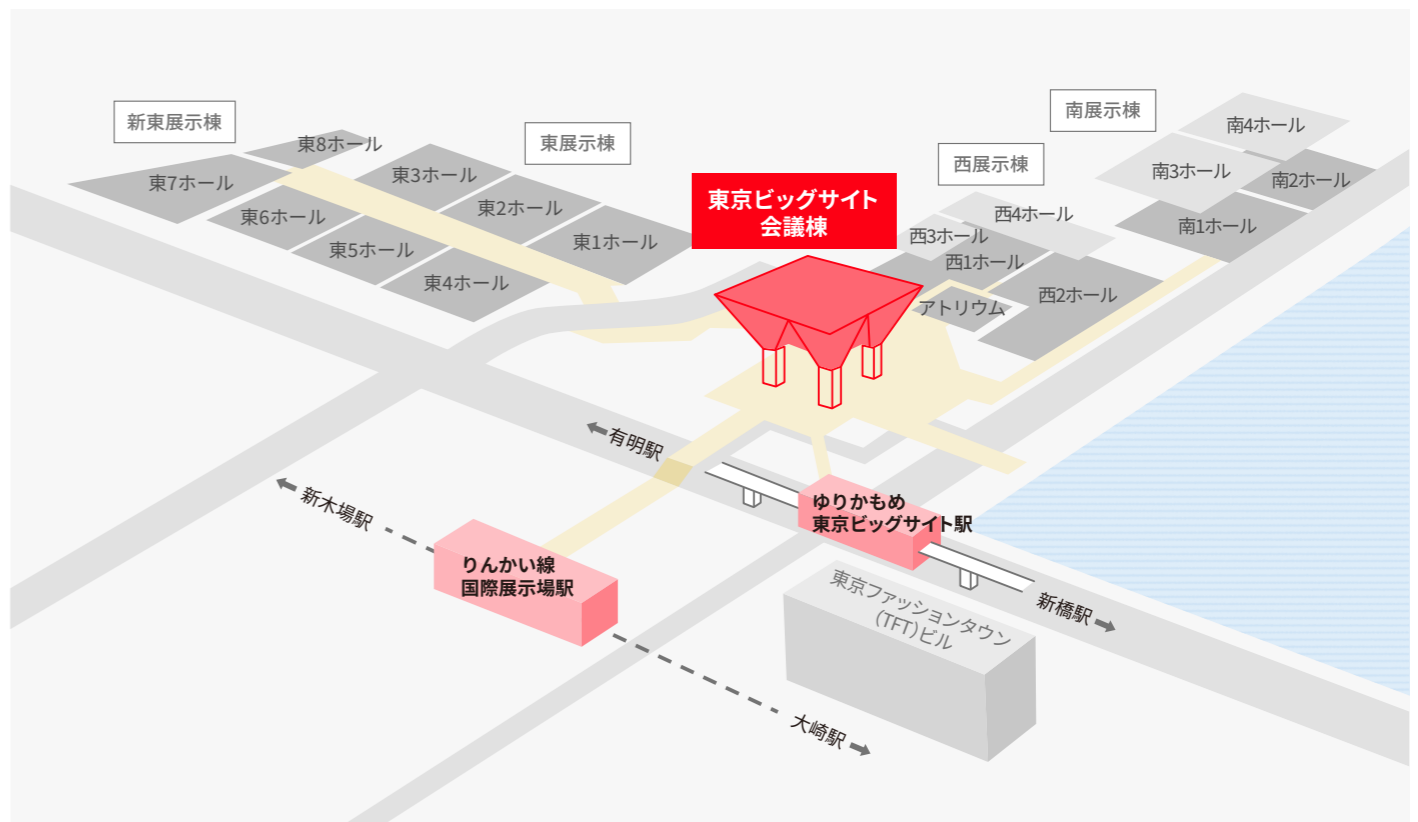 南展示棟
南4ホール
新東展示棟
東8ホール
東展示棟
西展示棟
南3ホール
南2ホール
東7ホール
東3ホール
東京ビッグサイト
会議棟
東6ホール
東2ホール
西4ホール
南1ホール
東5ホール
東1ホール
西3ホール
西1ホール
東4ホール
アトリウム
西2ホール
有明駅
新木場駅
ゆりかもめ
東京ビッグサイト駅
りんかい線
国際展示場駅
東京ファッションタウン
(TFT)ビル
新橋駅
大崎駅